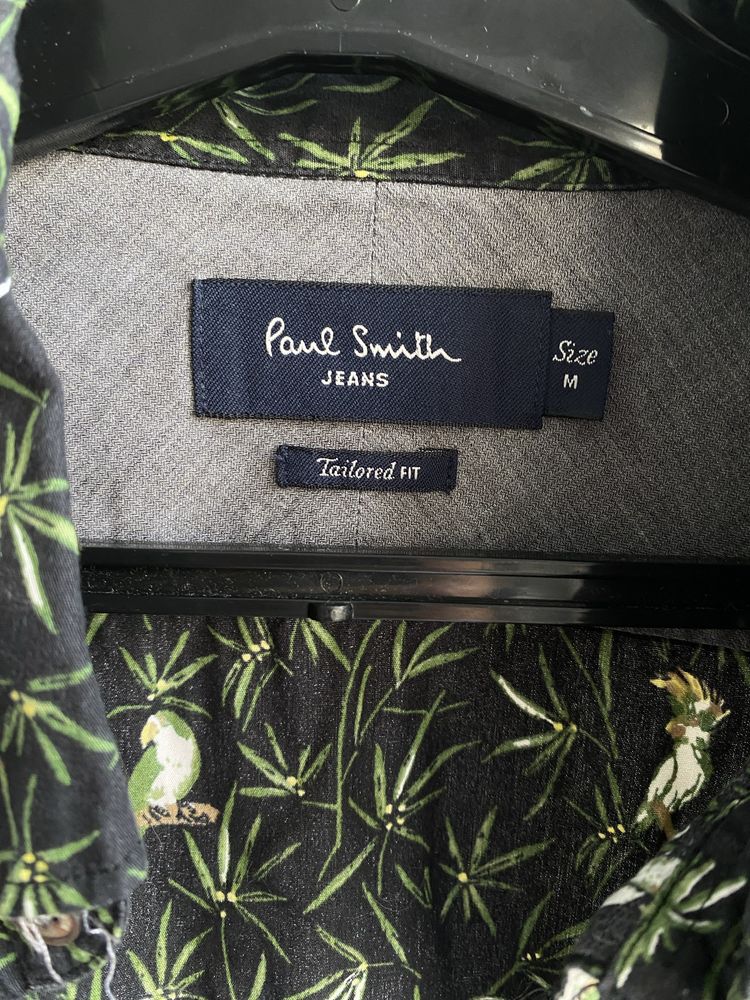 Paul Smith
JEANS
Size
M
Tailored FIT